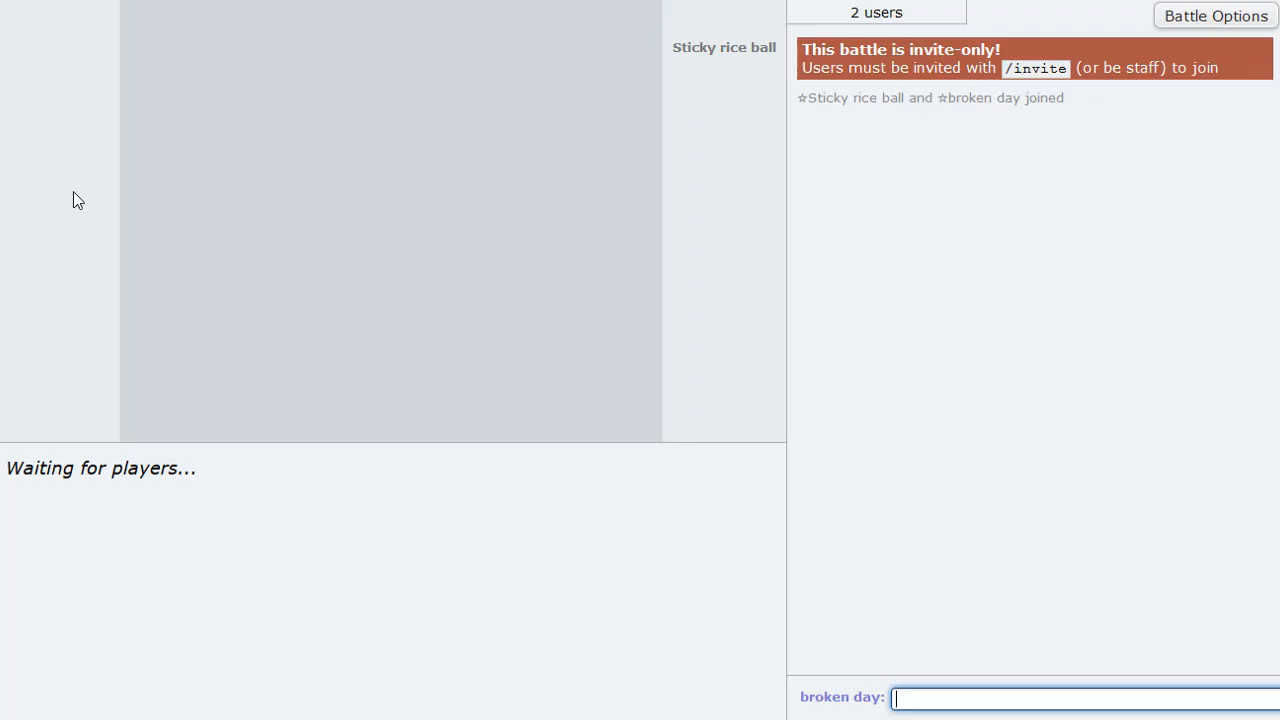 2 users
Battle Options
Sticky rice ball
This battle is invite-only!
Users must be invited with /invite (or be staff) to join
☆Sticky rice ball and ☆broken day joined
Waiting for players...
broken day: